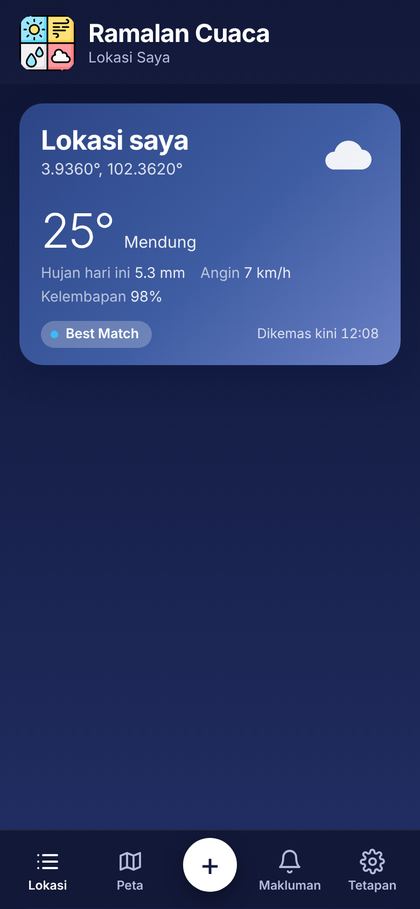 Ramalan Cuaca
Lokasi Saya
Lokasi saya
3.9360°, 102.3620°
25° Mendung
Hujan hari ini 5.3 mm Angin 7 km/h
Kelembapan 98%
Best Match Dikemas kini 12:08
Lokasi Peta + Makluman Tetapan